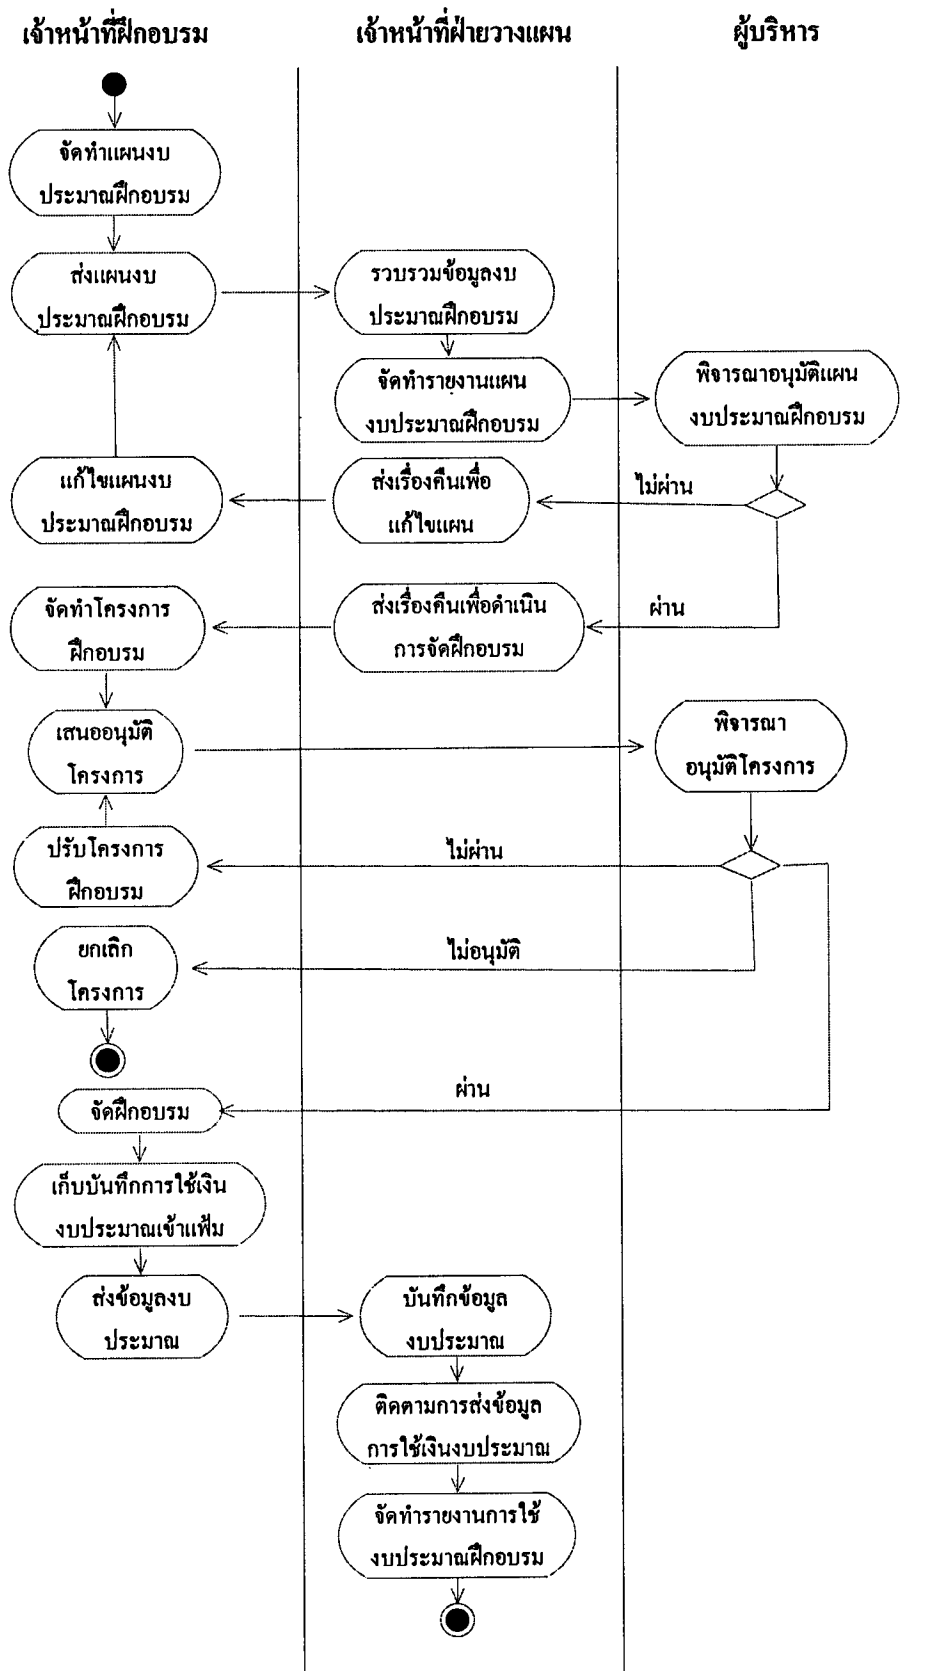 เจ้าหน้าที่ฝึกอบรม
เจ้าหน้าที่ฝ่ายวางแผน
ผู้บริหาร
จัดทำแผนงบ
ประมาณฝึกอบรม
ส่งแผนงบ
ประมาณฝึกอบรม
รวบรวมข้อมูลงบ
ประมาณฝึกอบรม
จัดทำรายงานแผน
งบประมาณฝึกอบรม
พิจารณาอนุมัติแผน
งบประมาณฝึกอบรม
ไม่ผ่าน
ส่งเรื่องคืนเพื่อ
แก้ไขแผน
แก้ไขแผนงบ
ประมาณฝึกอบรม
ผ่าน
ส่งเรื่องคืนเพื่อดำเนิน
การจัดฝึกอบรม
จัดทำโครงการ
ฝึกอบรม
เสนออนุมัติ
โครงการ
พิจารณา
อนุมัติโครงการ
ไม่ผ่าน
ปรับโครงการ
ฝึกอบรม
ไม่อนุมัติ
ยกเลิก
โครงการ
ผ่าน
จัดฝึกอบรม
เก็บบันทึกการใช้เงิน
งบประมาณเข้าแฟ้ม
ส่งข้อมูลงบ
ประมาณ
บันทึกข้อมูล
งบประมาณ
ติดตามการส่งข้อมูล
การใช้เงินงบประมาณ
จัดทำรายงานการใช้
งบประมาณฝึกอบรม